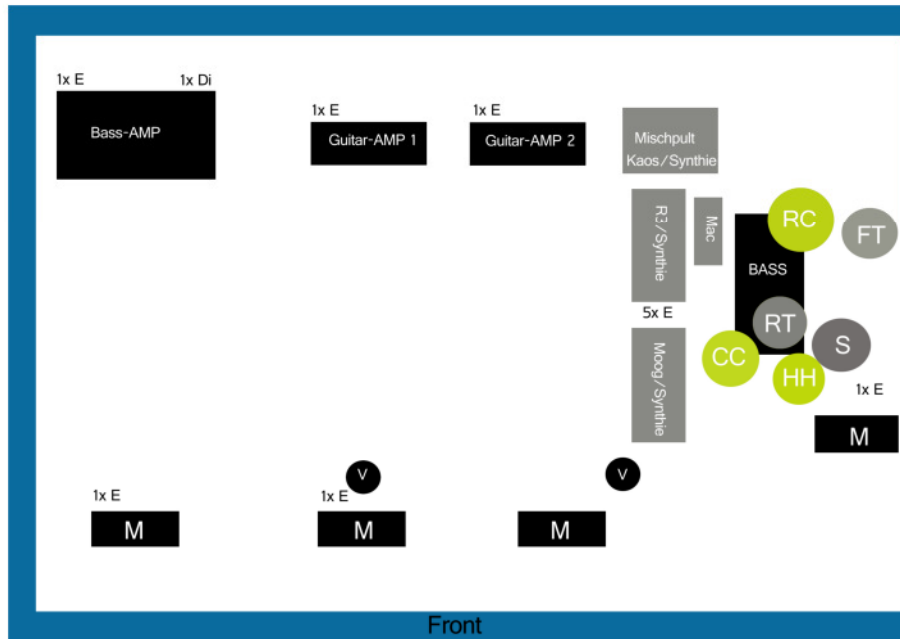 1x E
1x Di
Bass-AMP
1x E
Guitar-AMP 1
1x E
Guitar-AMP 2
Mischpult
Kaos/Synthie
R3/Synthie
Mac
RC
FT
BASS
5x E
RT
S
CC
HH
Moog/Synthie
1x E
M
V
V
1x E
M
1x E
M
M
Front